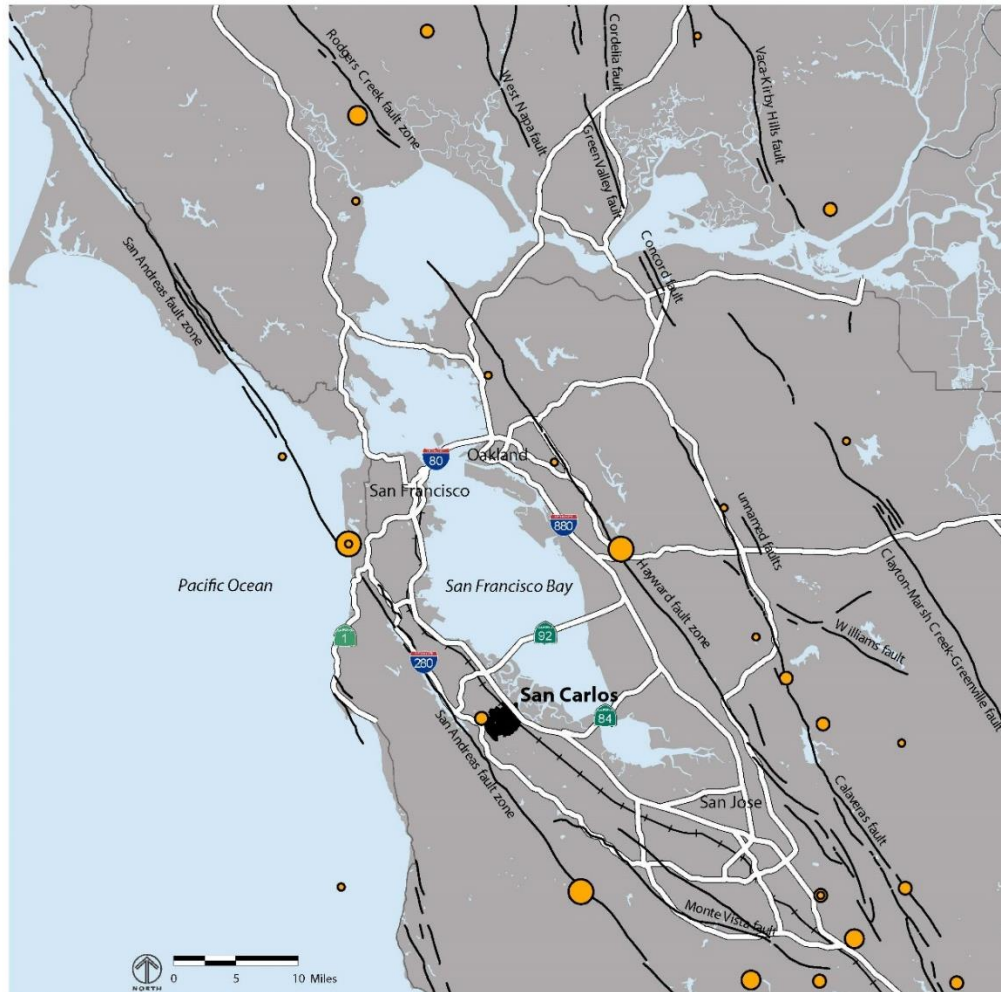 Rodgers Creek fault zone
West Napa fault
Cordelia fault
Green Valley fault
Vaca-Kirby Hills fault
San Andreas fault zone
Concord fault
80
Oakland
San Francisco
880
unnamed faults
Clayton-Marsh Creek-Greenville fault
Pacific Ocean
San Francisco Bay
Hayward fault zone
1
92
Williams fault
280
San Carlos
84
San Andreas fault zone
San Jose
Calaveras fault
Monte Vista fault
NORTH
0 5 10 Miles